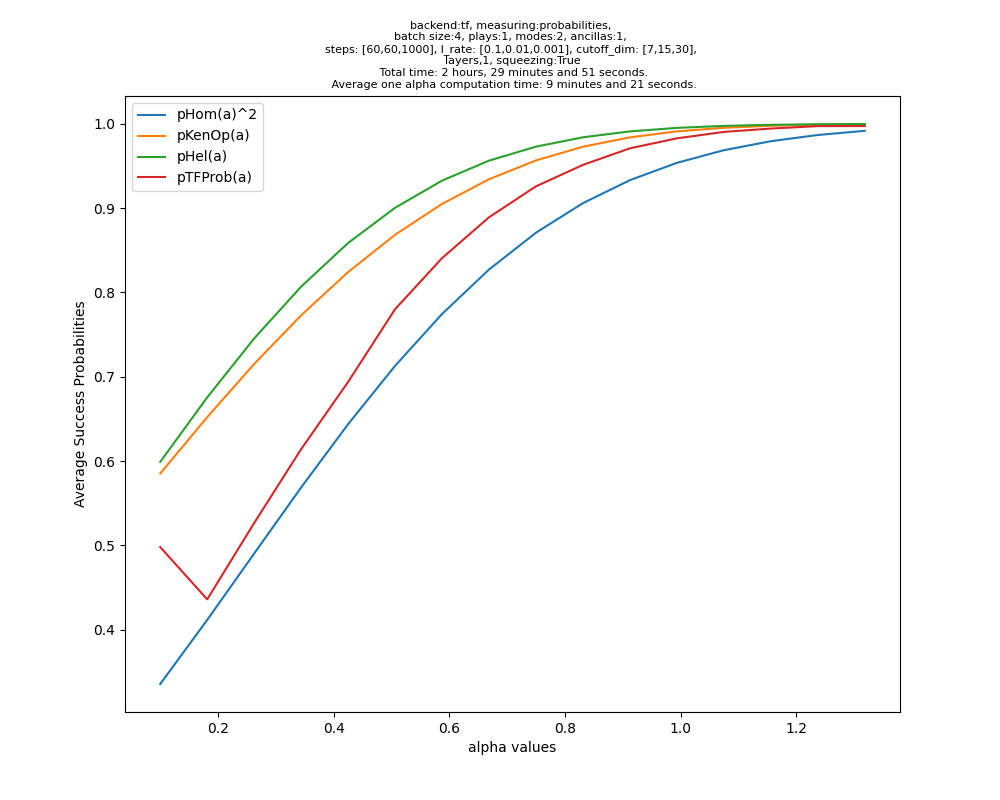 backend:tf, measuring:probabilities,
batch size:4, plays:1, modes:2, ancillas:1,
steps: [60,60,1000], l_rate: [0.1,0.01,0.001], cutoff_dim: [7,15,30],
Tayers,1, squeezing:True
Total time: 2 hours, 29 minutes and 51 seconds.
Average one alpha computation time: 9 minutes and 21 seconds.
pHom(a)^2
pKenOp(a)
pHel(a)
pTFProb(a)
1.0
0.9
0.8
0.7
0.6
0.5
0.4
Average Success Probabilities
0.2 0.4 0.6 0.8 1.0 1.2
alpha values